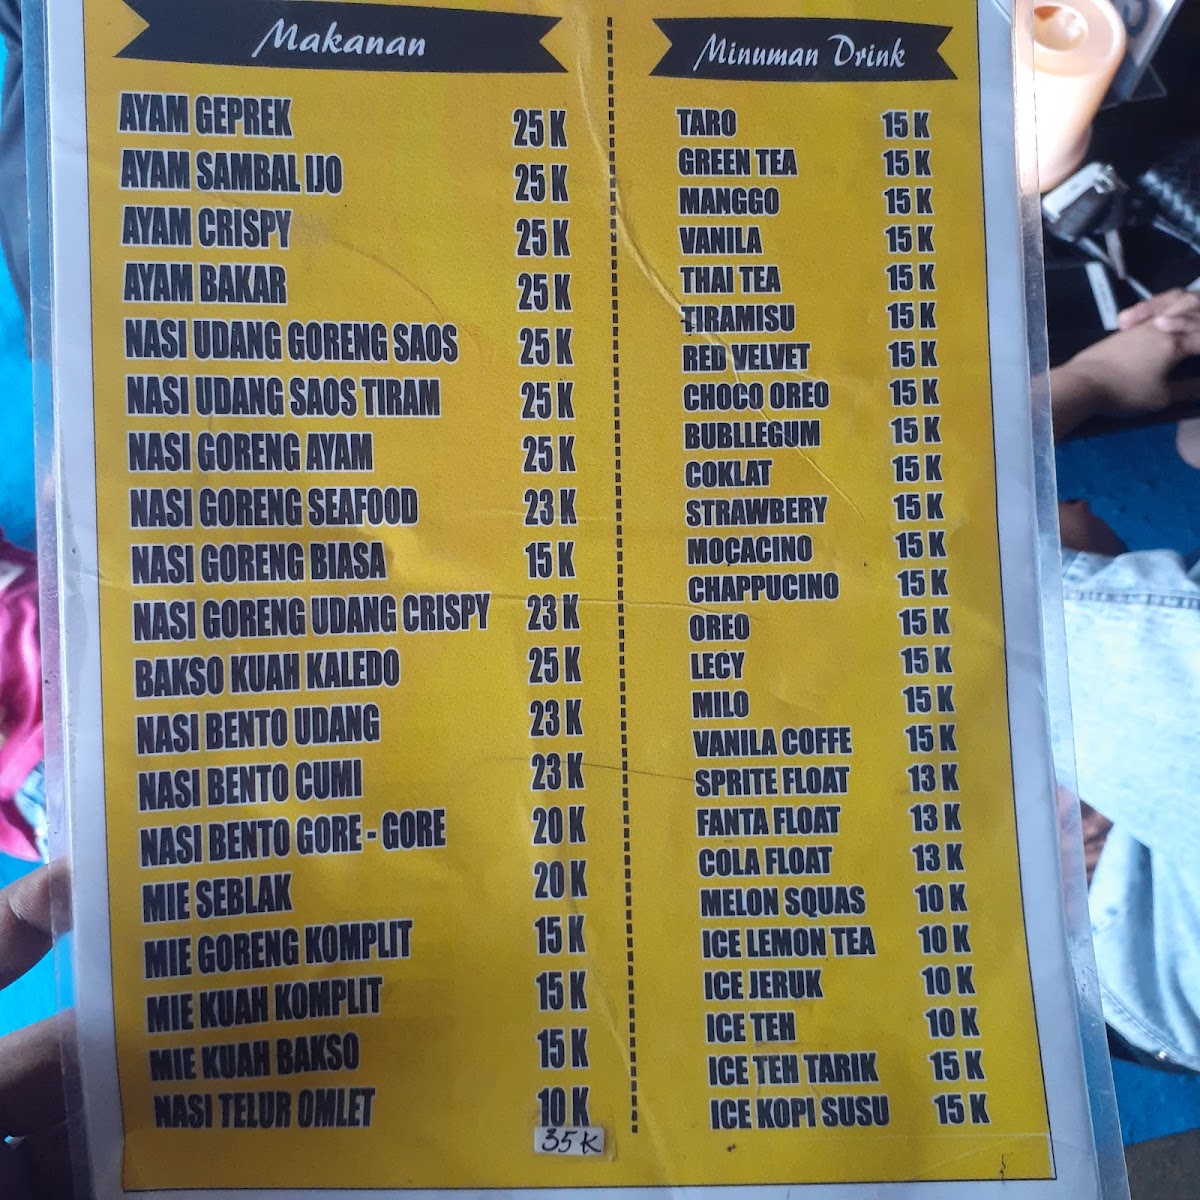 Makanan
AYAM GEPREK 25 K
AYAM SAMBAL IJO 25 K
AYAM CRISPY 25 K
AYAM BAKAR 25 K
NASI UDANG GORENG SAOS 25 K
NASI UDANG SAOS TIRAM 25 K
NASI GORENG AYAM 25 K
NASI GORENG SEAFOOD 23 K
NASI GORENG BIASA 15 K
NASI GORENG UDANG CRISPY 23 K
BAKSO KUAH KALEDO 25 K
NASI BENTO UDANG 23 K
NASI BENTO CUMI 23 K
NASI BENTO GORE - GORE 20 K
MIE SEBLAK 20 K
MIE GORENG KOMPLIT 15 K
MIE KUAH KOMPLIT 15 K
MIE KUAH BAKSO 15 K
NASI TELUR OMLET 10 K
35 K
Minuman Drink
TARO 15 K
GREEN TEA 15 K
MANGGO 15 K
VANILA 15 K
THAI TEA 15 K
TIRAMISU 15 K
RED VELVET 15 K
CHOCO OREO 15 K
BUBLLEGUM 15 K
COKLAT 15 K
STRAWBERY 15 K
MOCACINO 15 K
CHAPPUCINO 15 K
OREO 15 K
LECY 15 K
MILO 15 K
VANILA COFFE 15 K
SPRITE FLOAT 13 K
FANTA FLOAT 13 K
COLA FLOAT 13 K
MELON SQUAS 10 K
ICE LEMON TEA 10 K
ICE JERUK 10 K
ICE TEH 10 K
ICE TEH TARIK 15 K
ICE KOPI SUSU 15 K